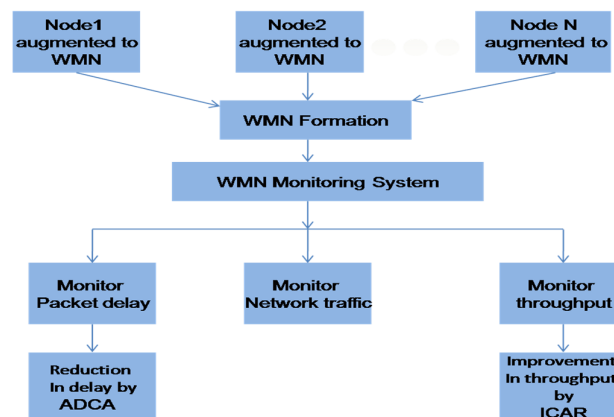 Node1
augmented to
WMN
Node2
augmented to
WMN
Node N
augmented to
WMN
WMN Formation
WMN Monitoring System
Monitor
Packet delay
Monitor
Network traffic
Monitor
throughput
Reduction
In delay by
ADCA
Improvement
In throughput
by
ICAR